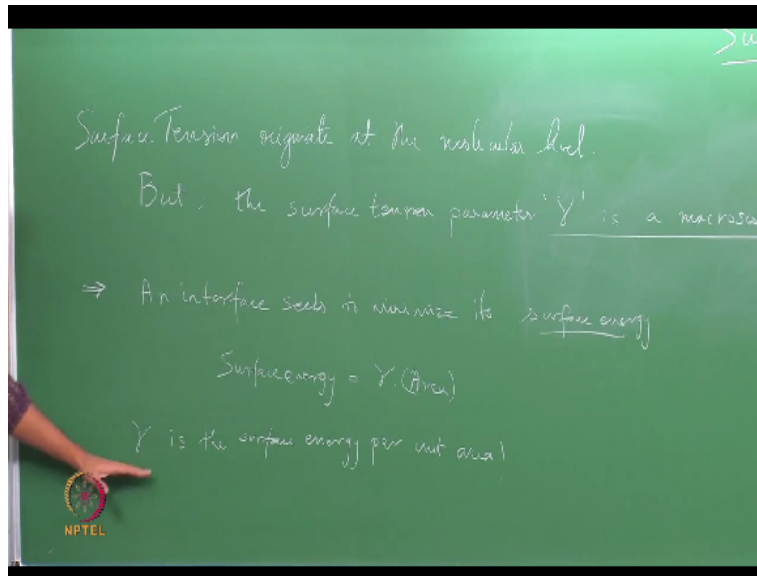 Su
Surface Tension originate at the molecular level.
But, the surface tension parameter 'γ' is a macrosc
⇒ An interface seeks to minimize its surface energy
Surface energy = γ.(Area)
γ is the surface energy per unit area
NPTEL